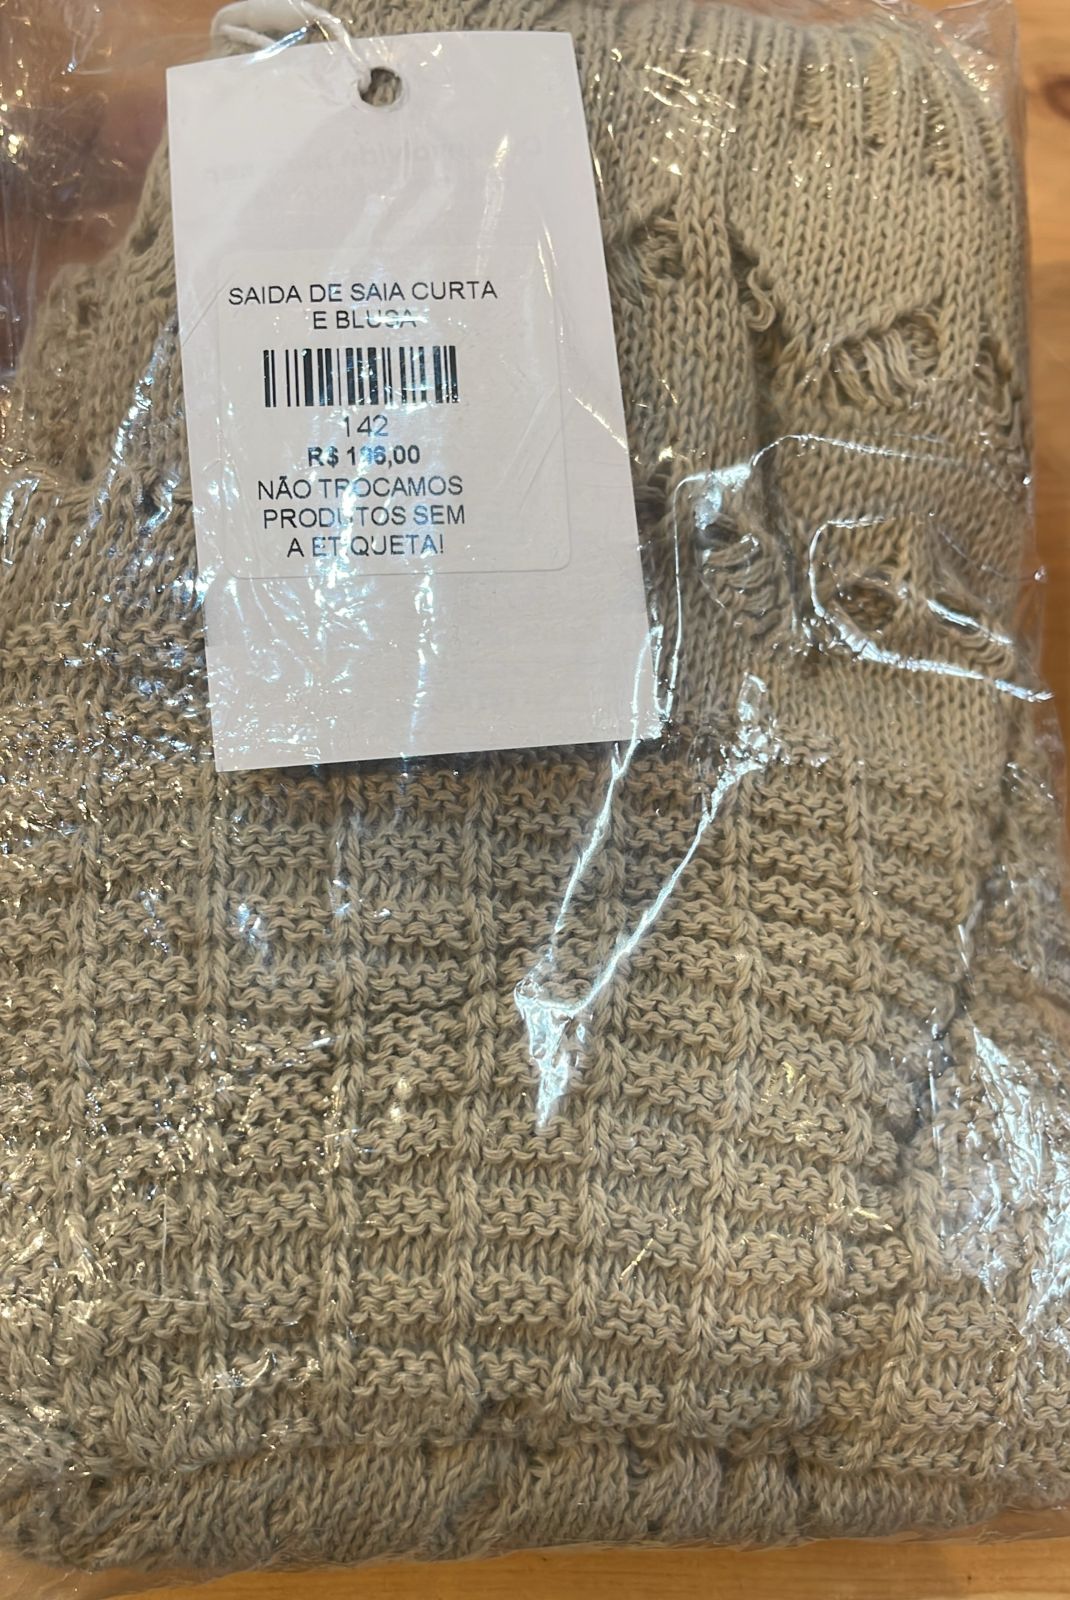 SAIDA DE SAIA CURTA
E BLUSA
142
R$
NÃO TROCAMOS
PRODUTOS SEM
A ETIQUETA!